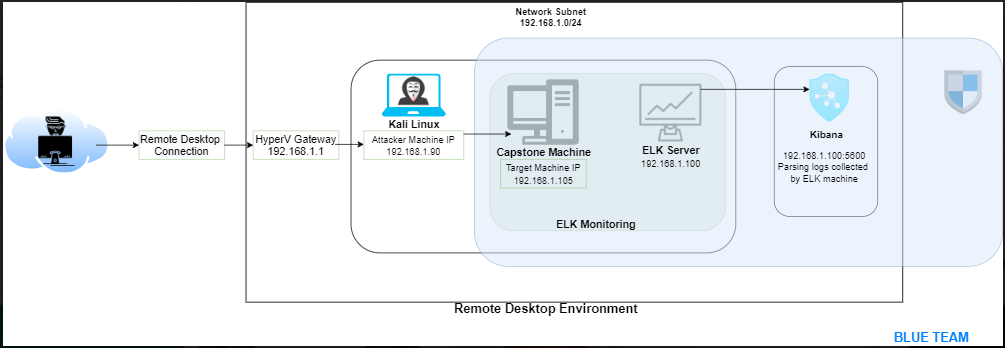 Network Subnet
192.168.1.0/24
Remote Desktop
Connection
HyperV Gateway
192.168.1.1
Kali Linux
Attacker Machine IP
192.168.1.90
Capstone Machine
Target Machine IP
192.168.1.105
ELK Server
192.168.1.100
ELK Monitoring
Kibana
192.168.1.100:5600
Parsing logs collected
by ELK machine
Remote Desktop Environment
BLUE TEAM